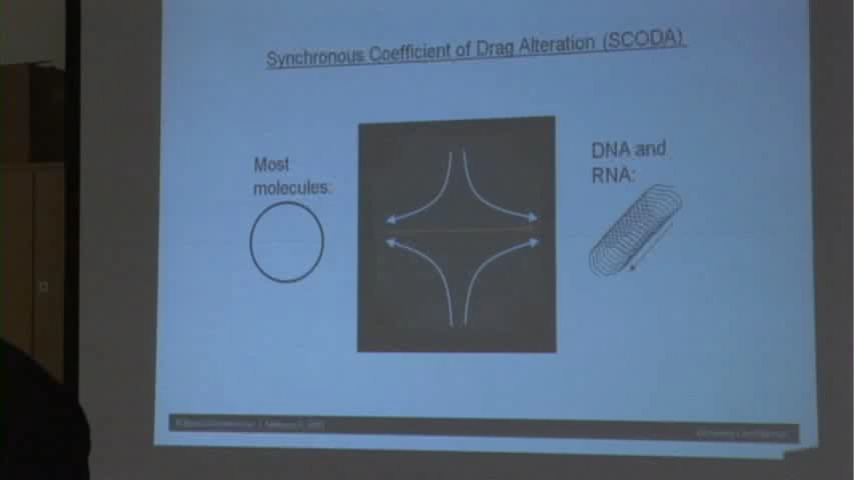 Synchronous Coefficient of Drag Alteration (SCODA)
Most
molecules:
DNA and
RNA: